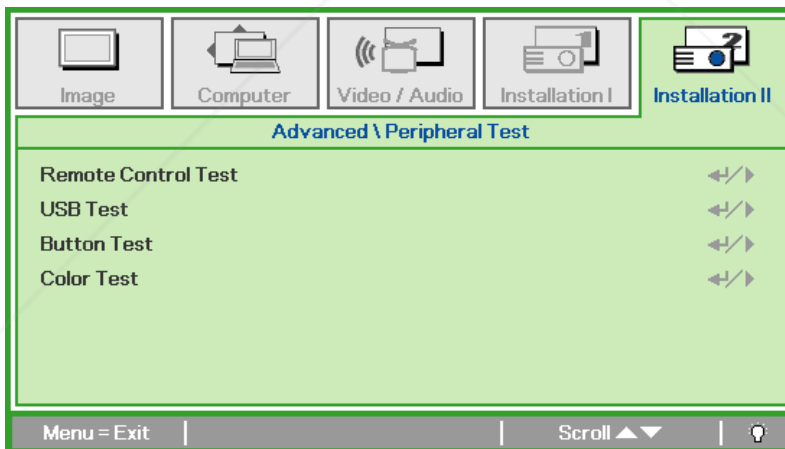 Image
Computer
Video / Audio
Installation I
Installation II
Advanced \ Peripheral Test
Remote Control Test
USB Test
Button Test
Color Test
Menu = Exit
Scroll